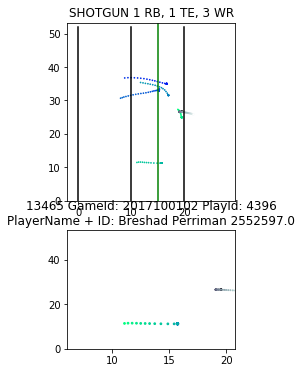 SHOTGUN 1 RB, 1 TE, 3 WR
50
40
30
20
10
0
0 10 20
13465 GameId: 2017100102 PlayId: 4396
PlayerName + ID: Breshad Perriman 2552597.0
40
20
0
10 15 20